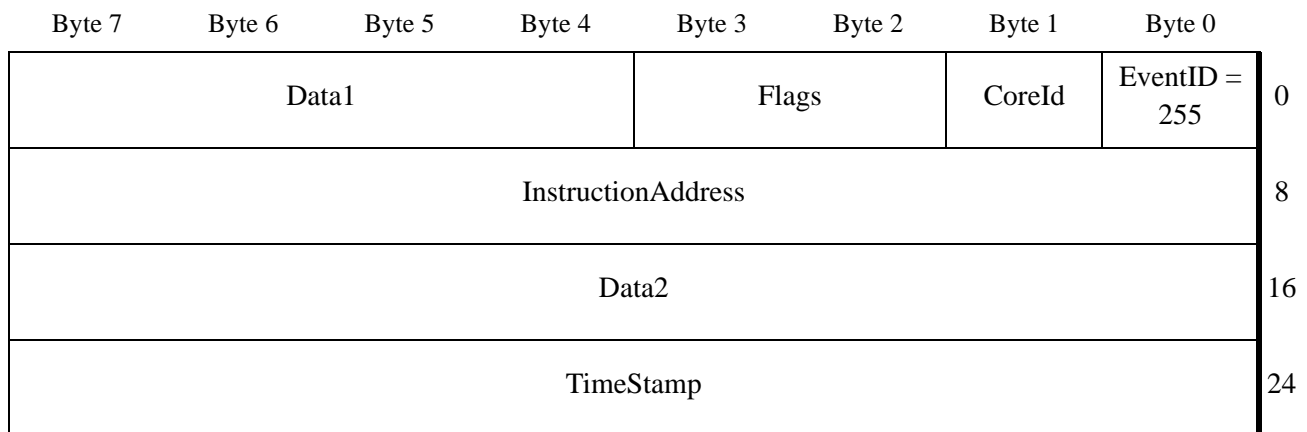 Byte 7 Byte 6 Byte 5 Byte 4 Byte 3 Byte 2 Byte 1 Byte 0
Data1 Flags CoreId EventID =
255 0
InstructionAddress 8
Data2 16
TimeStamp 24